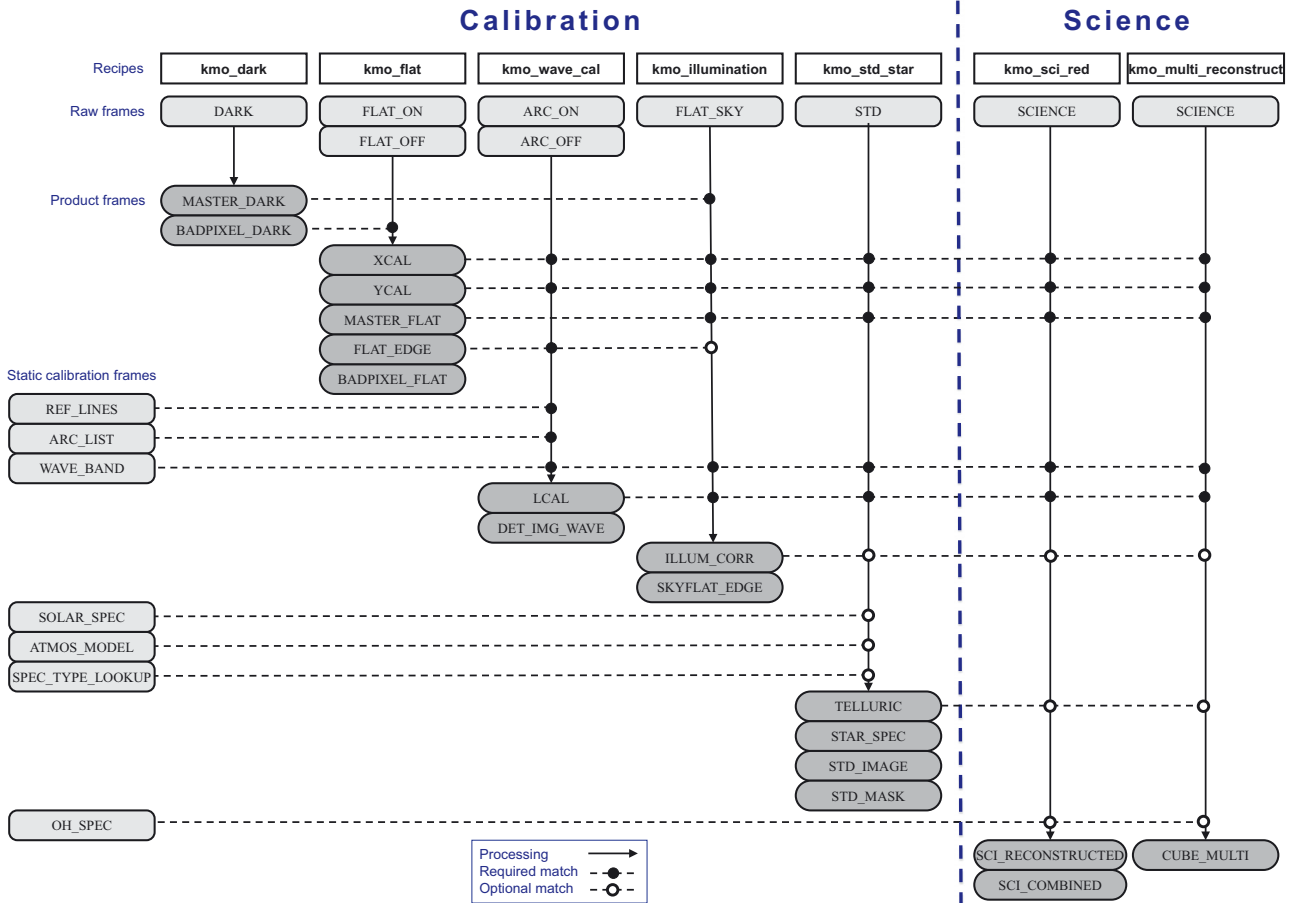 Calibration Science
Recipes kmo_dark kmo_flat kmo_wave_cal kmo_illumination kmo_std_star kmo_sci_red kmo_multi_reconstruct
Raw frames DARK FLAT_ON ARC_ON FLAT_SKY STD SCIENCE SCIENCE
FLAT_OFF ARC_OFF
Product frames MASTER_DARK
BADPIXEL_DARK
XCAL
YCAL
MASTER_FLAT
FLAT_EDGE
Static calibration frames BADPIXEL_FLAT
REF_LINES
ARC_LIST
WAVE_BAND
LCAL
DET_IMG_WAVE
ILLUM_CORR
SKYFLAT_EDGE
SOLAR_SPEC
ATMOS_MODEL
SPEC_TYPE_LOOKUP
TELLURIC
STAR_SPEC
STD_IMAGE
STD_MASK
OH_SPEC
Processing SCI_RECONSTRUCTED CUBE_MULTI
Required match
Optional match SCI_COMBINED